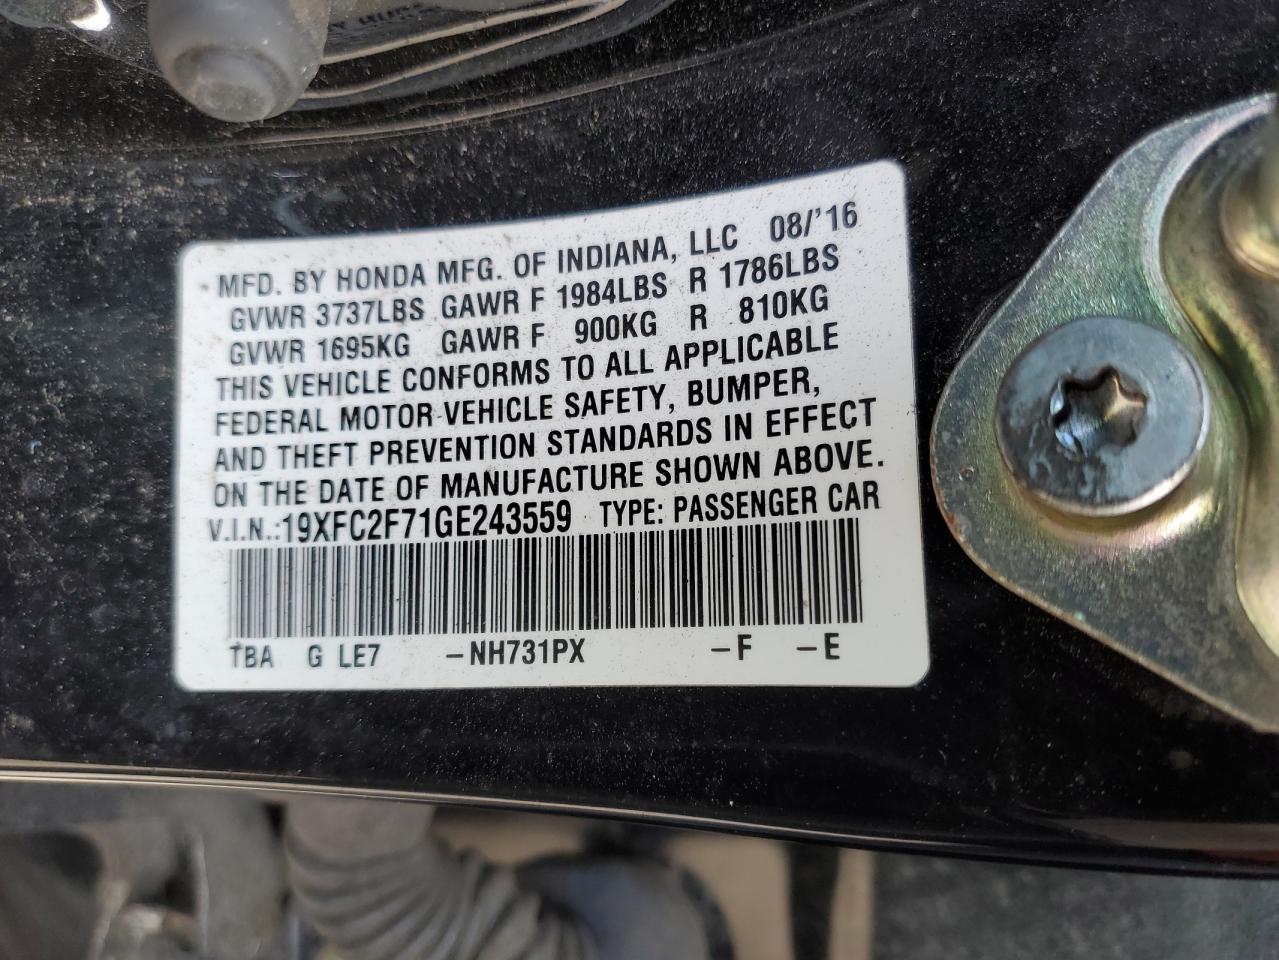 MFD. BY HONDA MFG. OF INDIANA, LLC 08/'16
GVWR 3737LBS GAWR F 1984LBS R 1786LBS
GVWR 1695KG GAWR F 900KG R 810KG
THIS VEHICLE CONFORMS TO ALL APPLICABLE
FEDERAL MOTOR VEHICLE SAFETY, BUMPER,
AND THEFT PREVENTION STANDARDS IN EFFECT
ON THE DATE OF MANUFACTURE SHOWN ABOVE.
V.I.N.:19XFC2F71GE243559 TYPE: PASSENGER CAR
TBA G LE7 –NH731PX –F –E